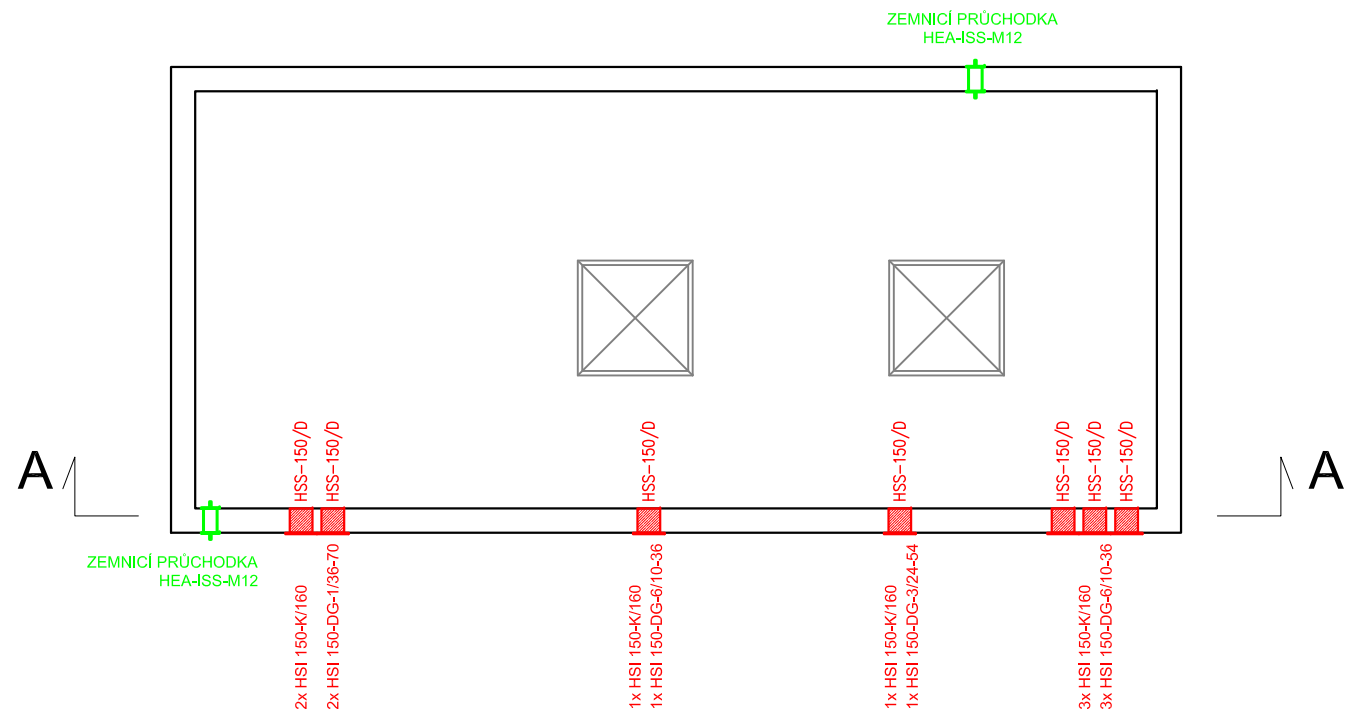 ZEMNICÍ PRŮCHODKA
HEA-ISS-M12
HSS-150/D
HSS-150/D
HSS-150/D
HSS-150/D
HSS-150/D
HSS-150/D
HSS-150/D
A
A
ZEMNICÍ PRŮCHODKA
HEA-ISS-M12
2x HSI 150-K/160
2x HSI 150-DG-1/36-70
1x HSI 150-K/160
1x HSI 150-DG-6/10-36
1x HSI 150-K/160
1x HSI 150-DG-3/24-54
3x HSI 150-K/160
3x HSI 150-DG-6/10-36